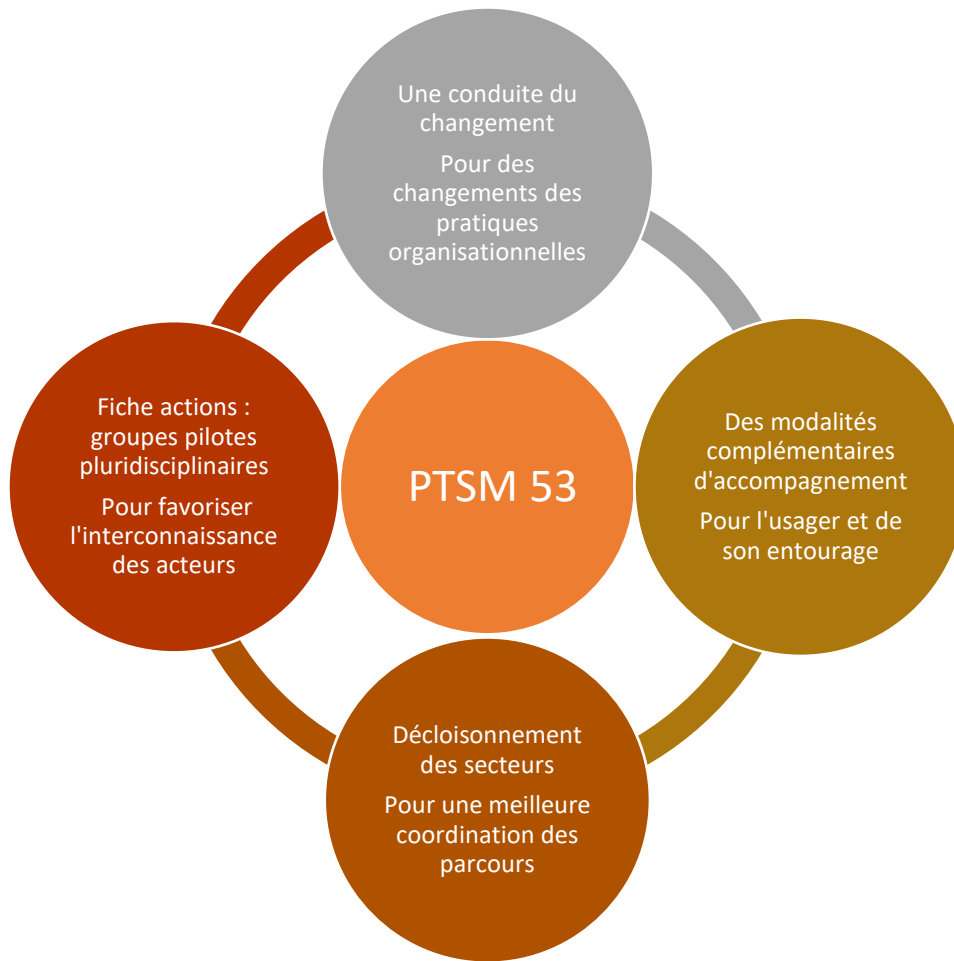 Une conduite du
changement
Pour des
changements des
pratiques
organisationnelles
Fiche actions :
groupes pilotes
pluridisciplinaires
Pour favoriser
l'interconnaissance
des acteurs
PTSM 53
Des modalités
complémentaires
d'accompagnement
Pour l'usager et de
son entourage
Décloisonnement
des secteurs
Pour une meilleure
coordination des
parcours